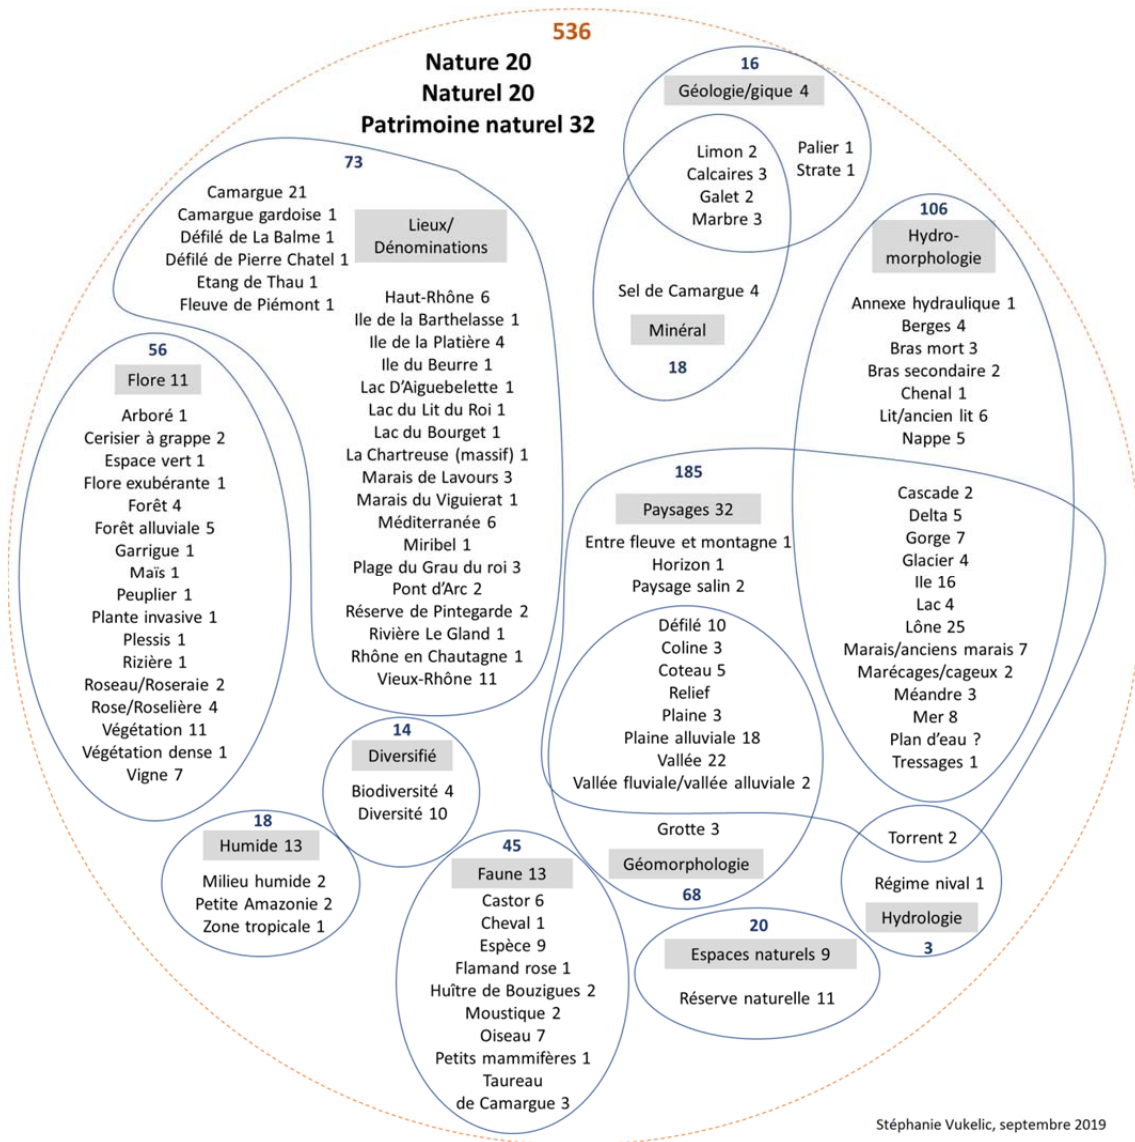 536
Nature 20
Naturel 20
Patrimoine naturel 32
16
Géologie/gique 4
Limon 2
Calcaires 3
Galet 2
Marbre 3
Palier 1
Strate 1
Sel de Camargue 4
Minéral
18
73
Camargue 21
Camargue gardoise 1
Défilé de La Balme 1
Défilé de Pierre Chatel 1
Etang de Thau 1
Fleuve de Piémont 1
Lieux/
Dénominations
Haut-Rhône 6
Ile de la Barthelasse 1
Ile de la Platière 4
Ile du Beurre 1
Lac D’Aiguebelette 1
Lac du Lit du Roi 1
Lac du Bourget 1
La Chartreuse (massif) 1
Marais de Lavours 3
Marais du Viguierat 1
Méditerranée 6
Miribel 1
Plage du Grau du roi 3
Pont d’Arc 2
Réserve de Pintegarde 2
Rivière Le Gland 1
Rhône en Chautagne 1
Vieux-Rhône 11
106
Hydro-
morphologie
Annexe hydraulique 1
Berges 4
Bras mort 3
Bras secondaire 2
Chenal 1
Lit/ancien lit 6
Nappe 5
Cascade 2
Delta 5
Gorge 7
Glacier 4
Ile 16
Lac 4
Lône 25
Marais/anciens marais 7
Marécages/cageux 2
Méandre 3
Mer 8
Plan d’eau ?
Tressages 1
56
Flore 11
Arboré 1
Cerisier à grappe 2
Espace vert 1
Flore exubérante 1
Forêt 4
Forêt alluviale 5
Garrigue 1
Maïs 1
Peuplier 1
Plante invasive 1
Plessis 1
Rizière 1
Roseau/Roseraie 2
Rose/Roselière 4
Végétation 11
Végétation dense 1
Vigne 7
185
Paysages 32
Entre fleuve et montagne 1
Horizon 1
Paysage salin 2
Défilé 10
Coline 3
Coteau 5
Relief
Plaine 3
Plaine alluviale 18
Vallée 22
Vallée fluviale/vallée alluviale 2
Grotte 3
Géomorphologie
68
14
Diversifié
Biodiversité 4
Diversité 10
18
Humide 13
Milieu humide 2
Petite Amazonie 2
Zone tropicale 1
45
Faune 13
Castor 6
Cheval 1
Espèce 9
Flamand rose 1
Huître de Bouzigues 2
Moustique 2
Oiseau 7
Petits mammifères 1
Taureau
de Camargue 3
Torrent 2
Régime nival 1
Hydrologie
3
20
Espaces naturels 9
Réserve naturelle 11
Stéphanie Vukelic, septembre 2019